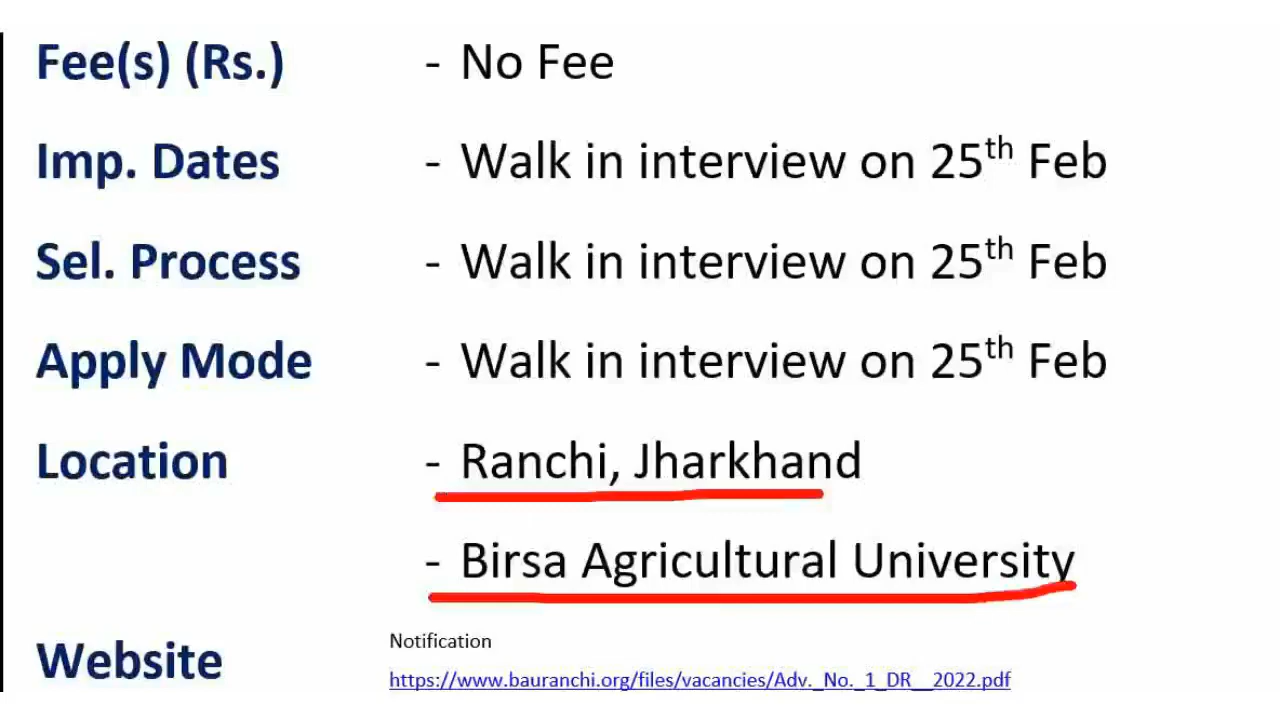 Fee(s) (Rs.) - No Fee
Imp. Dates - Walk in interview on 25th Feb
Sel. Process - Walk in interview on 25th Feb
Apply Mode - Walk in interview on 25th Feb
Location - Ranchi, Jharkhand
- Birsa Agricultural University
Notification
Website
https://www.bauranchi.org/files/vacancies/Adv._No._1_DR__2022.pdf